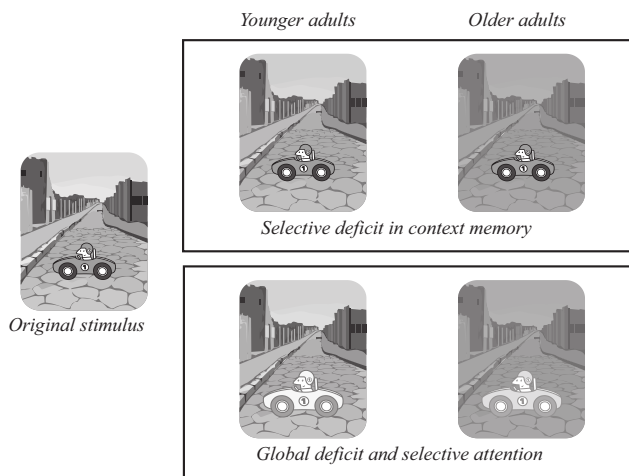 Younger adults Older adults
Selective deficit in context memory
Original stimulus
Global deficit and selective attention